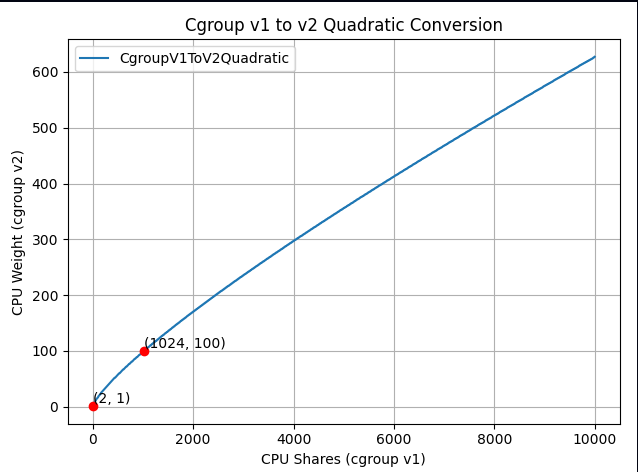 Cgroup v1 to v2 Quadratic Conversion
CgroupV1ToV2Quadratic
CPU Weight (cgroup v2)
600
500
400
300
200
100
0
(1024, 100)
(2, 1)
0 2000 4000 6000 8000 10000
CPU Shares (cgroup v1)